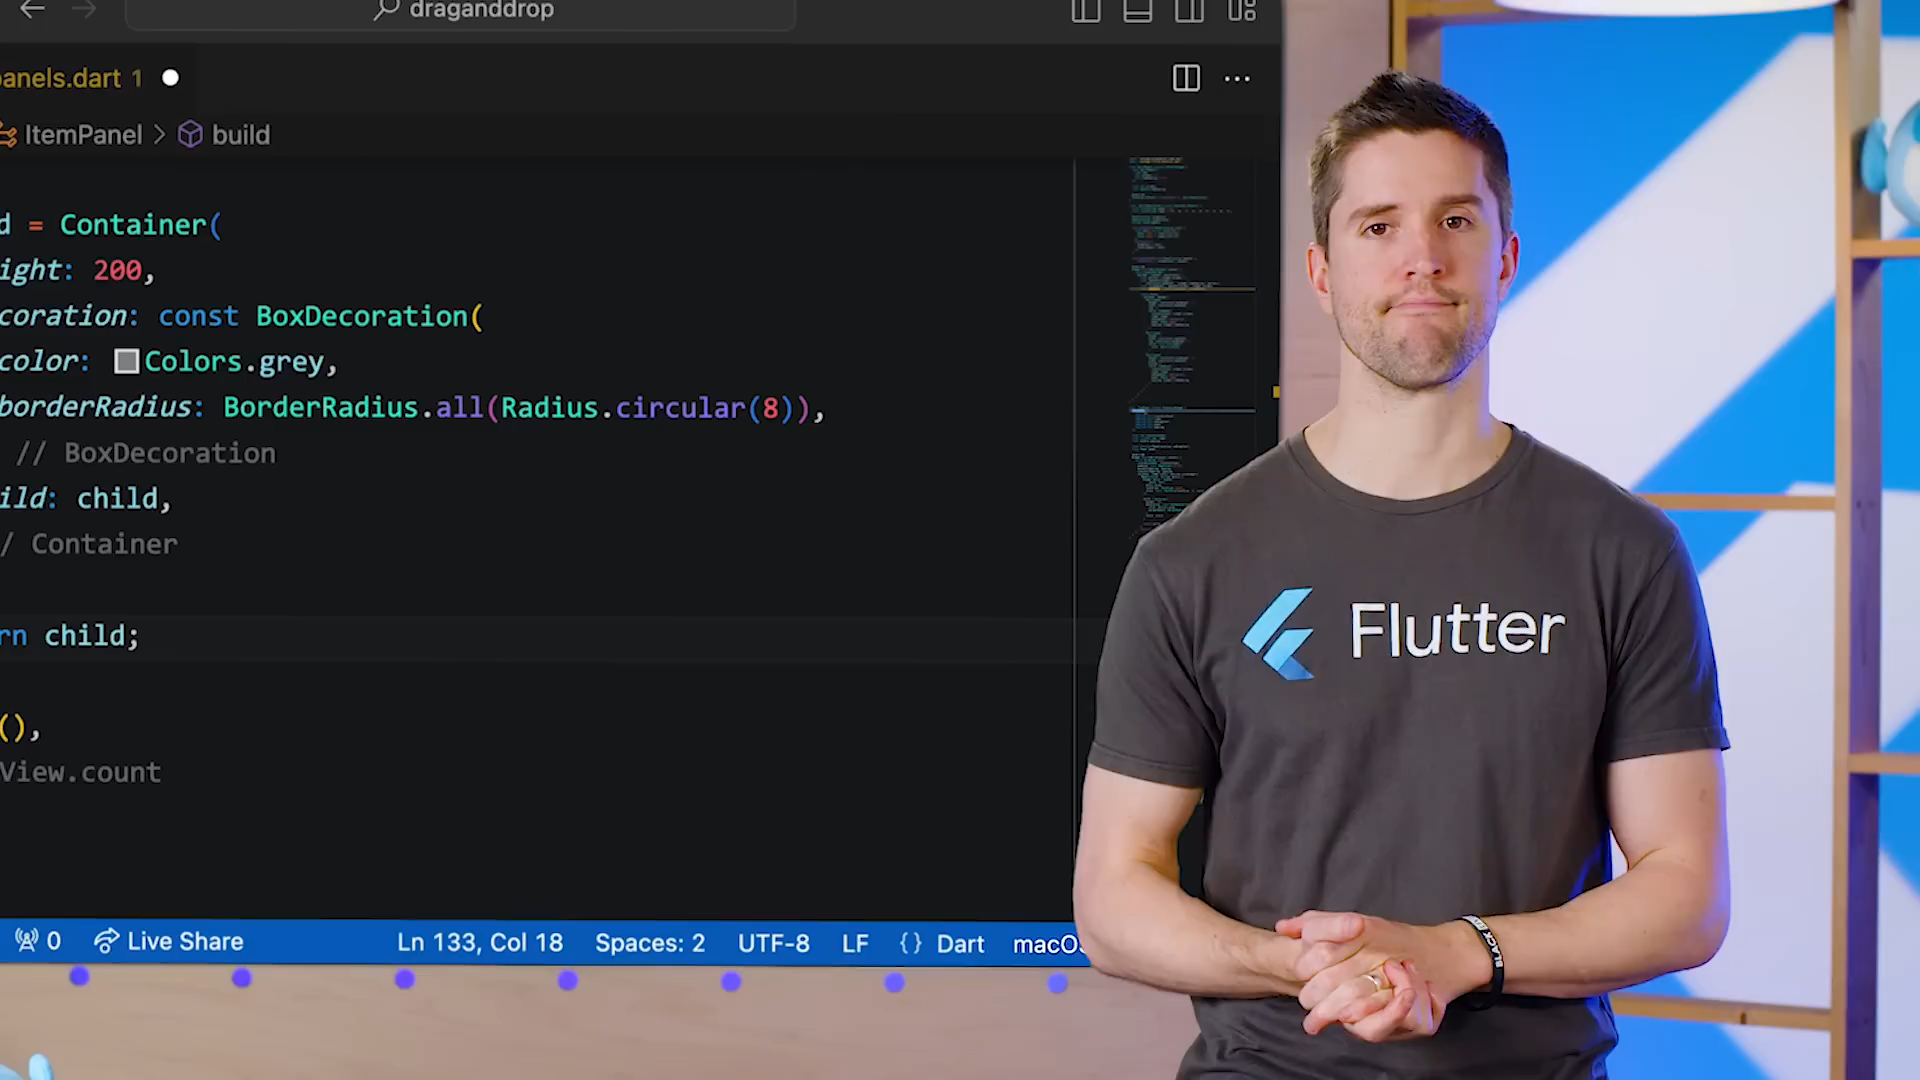 draganddrop
anels.dart 1
ItemPanel > build
d = Container(
ight: 200,
coration: const BoxDecoration(
color: Colors.grey,
borderRadius: BorderRadius.all(Radius.circular(8)),
// BoxDecoration
ild: child,
/ Container
rn child;
(),
View.count
0 Live Share Ln 133, Col 18 Spaces: 2 UTF-8 LF {} Dart macO
Flutter
BLACK